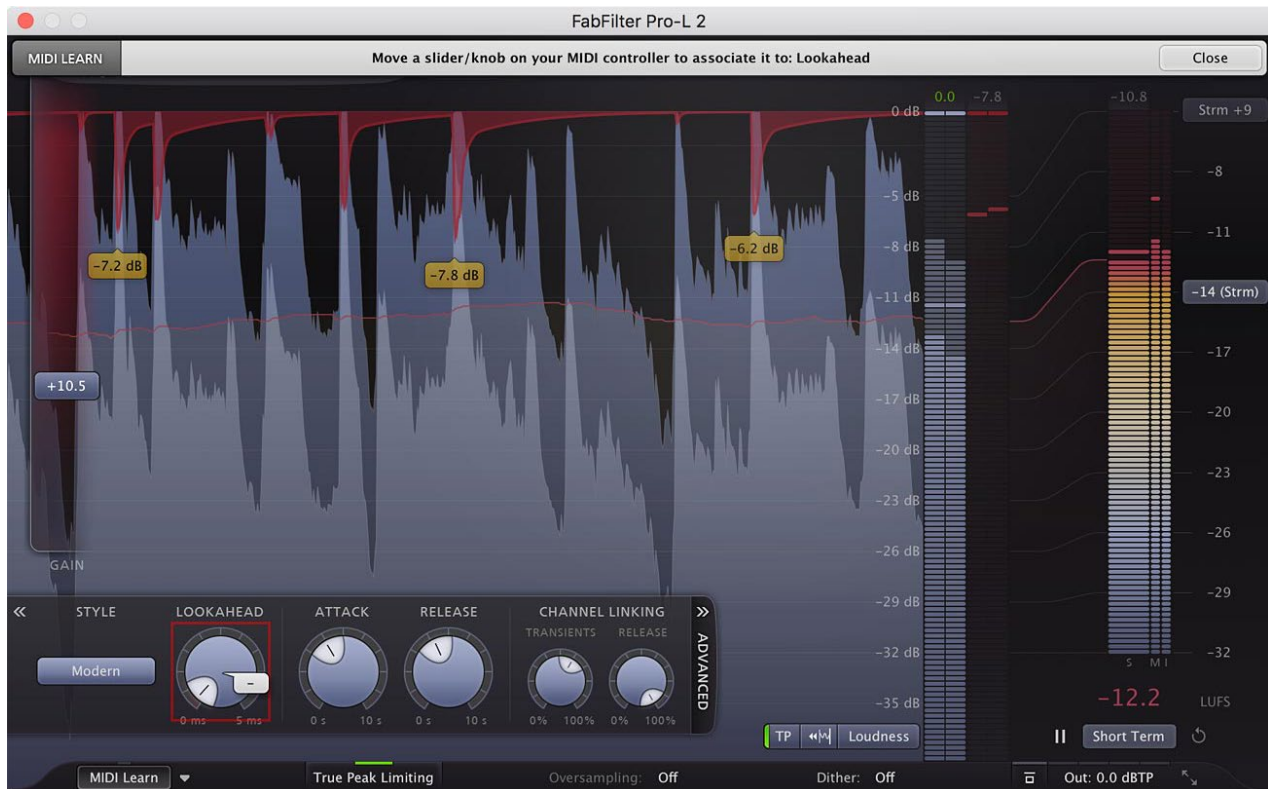 FabFilter Pro-L 2
MIDI LEARN
Move a slider/knob on your MIDI controller to associate it to: Lookahead
Close
0.0 -7.8 -10.8
0 dB
Strm +9
-8
-5 dB
-11
-8 dB
-7.2 dB
-7.8 dB
-6.2 dB
-11 dB
-14 (Strm)
-14 dB
-17
+10.5
-17 dB
-20
-20 dB
-23
-23 dB
-26
-26 dB
GAIN
-29
-29 dB
« STYLE LOOKAHEAD ATTACK RELEASE CHANNEL LINKING »
TRANSIENTS RELEASE
ADVANCED
Modern
-
-32 dB
-32
S M I
0 ms 5 ms 0 s 10 s 0 s 10 s 0% 100% 0% 100%
-35 dB
-12.2 LUFS
TP Loudness
Short Term
MIDI Learn True Peak Limiting Oversampling: Off Dither: Off Out: 0.0 dBTP